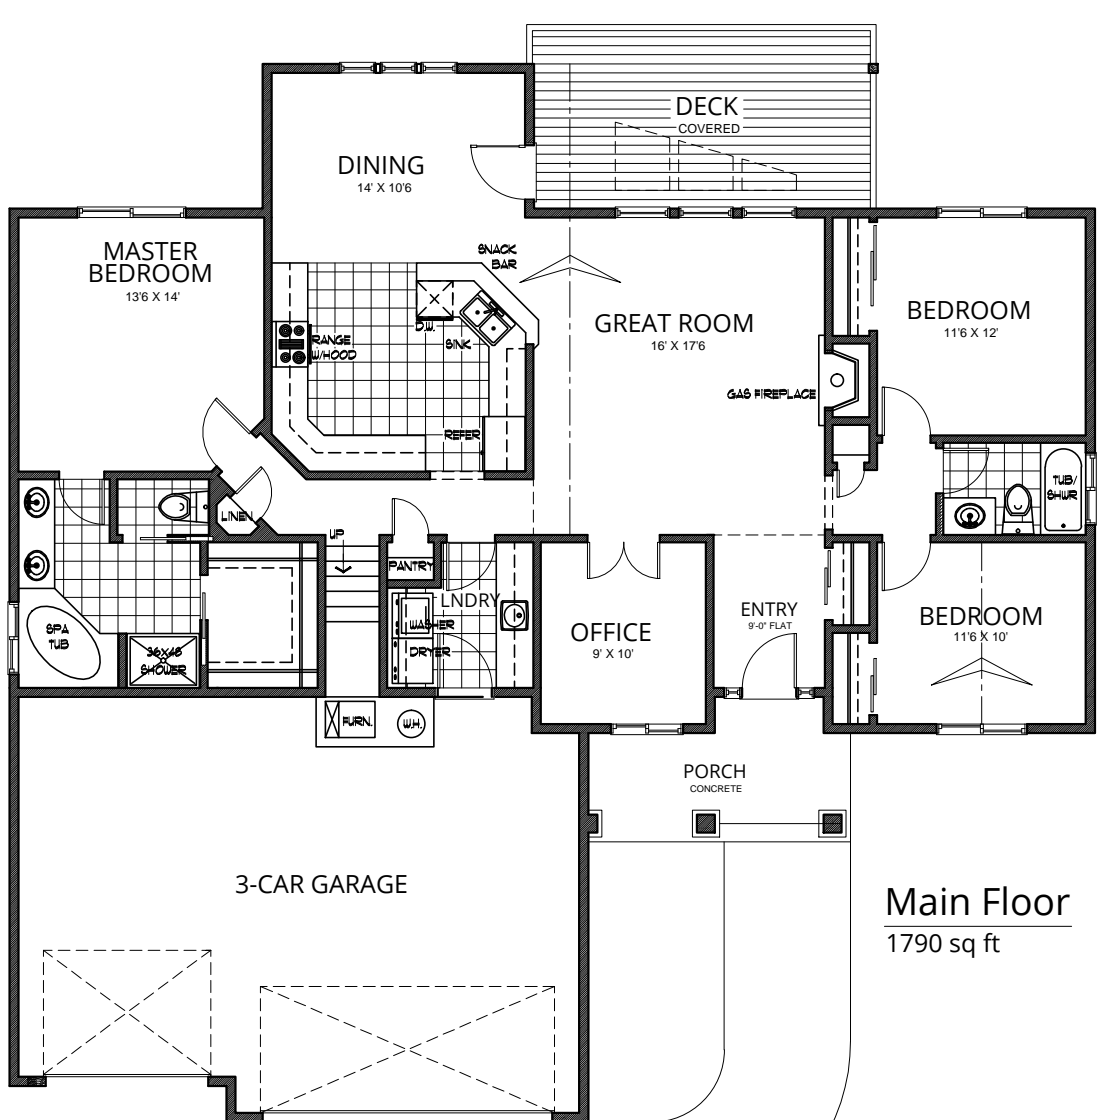 DECK
COVERED
DINING
14' X 10'6
MASTER
BEDROOM
13'6 X 14'
SNACK
BAR
D.W.
SINK
RANGE
W/HOOD
REFER
GREAT ROOM
16' X 17'6
GAS FIREPLACE
BEDROOM
11'6 X 12'
TUB/
SHWR
LINEN
UP
PANTRY
LNDRY
WASHER
DRYER
SPA
TUB
36X48
SHOWER
OFFICE
9' X 10'
ENTRY
9'-0" FLAT
BEDROOM
11'6 X 10'
FURN.
W.H.
PORCH
CONCRETE
3-CAR GARAGE
Main Floor
1790 sq ft